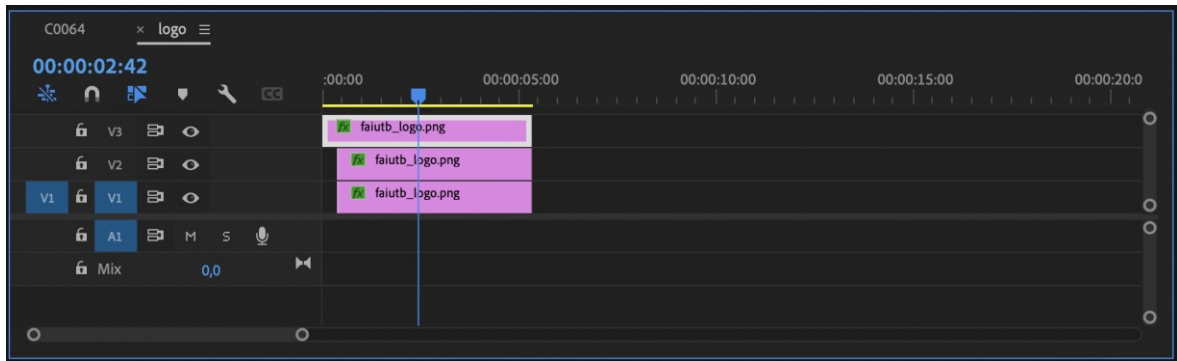 C0064 × logo ☰
00:00:02:42
:00:00 00:00:05:00 00:00:10:00 00:00:15:00 00:00:20:0
CC
V3 fx faiutb_logo.png
V2 fx faiutb_logo.png
V1 V1 fx faiutb_logo.png
A1 M S
Mix 0,0